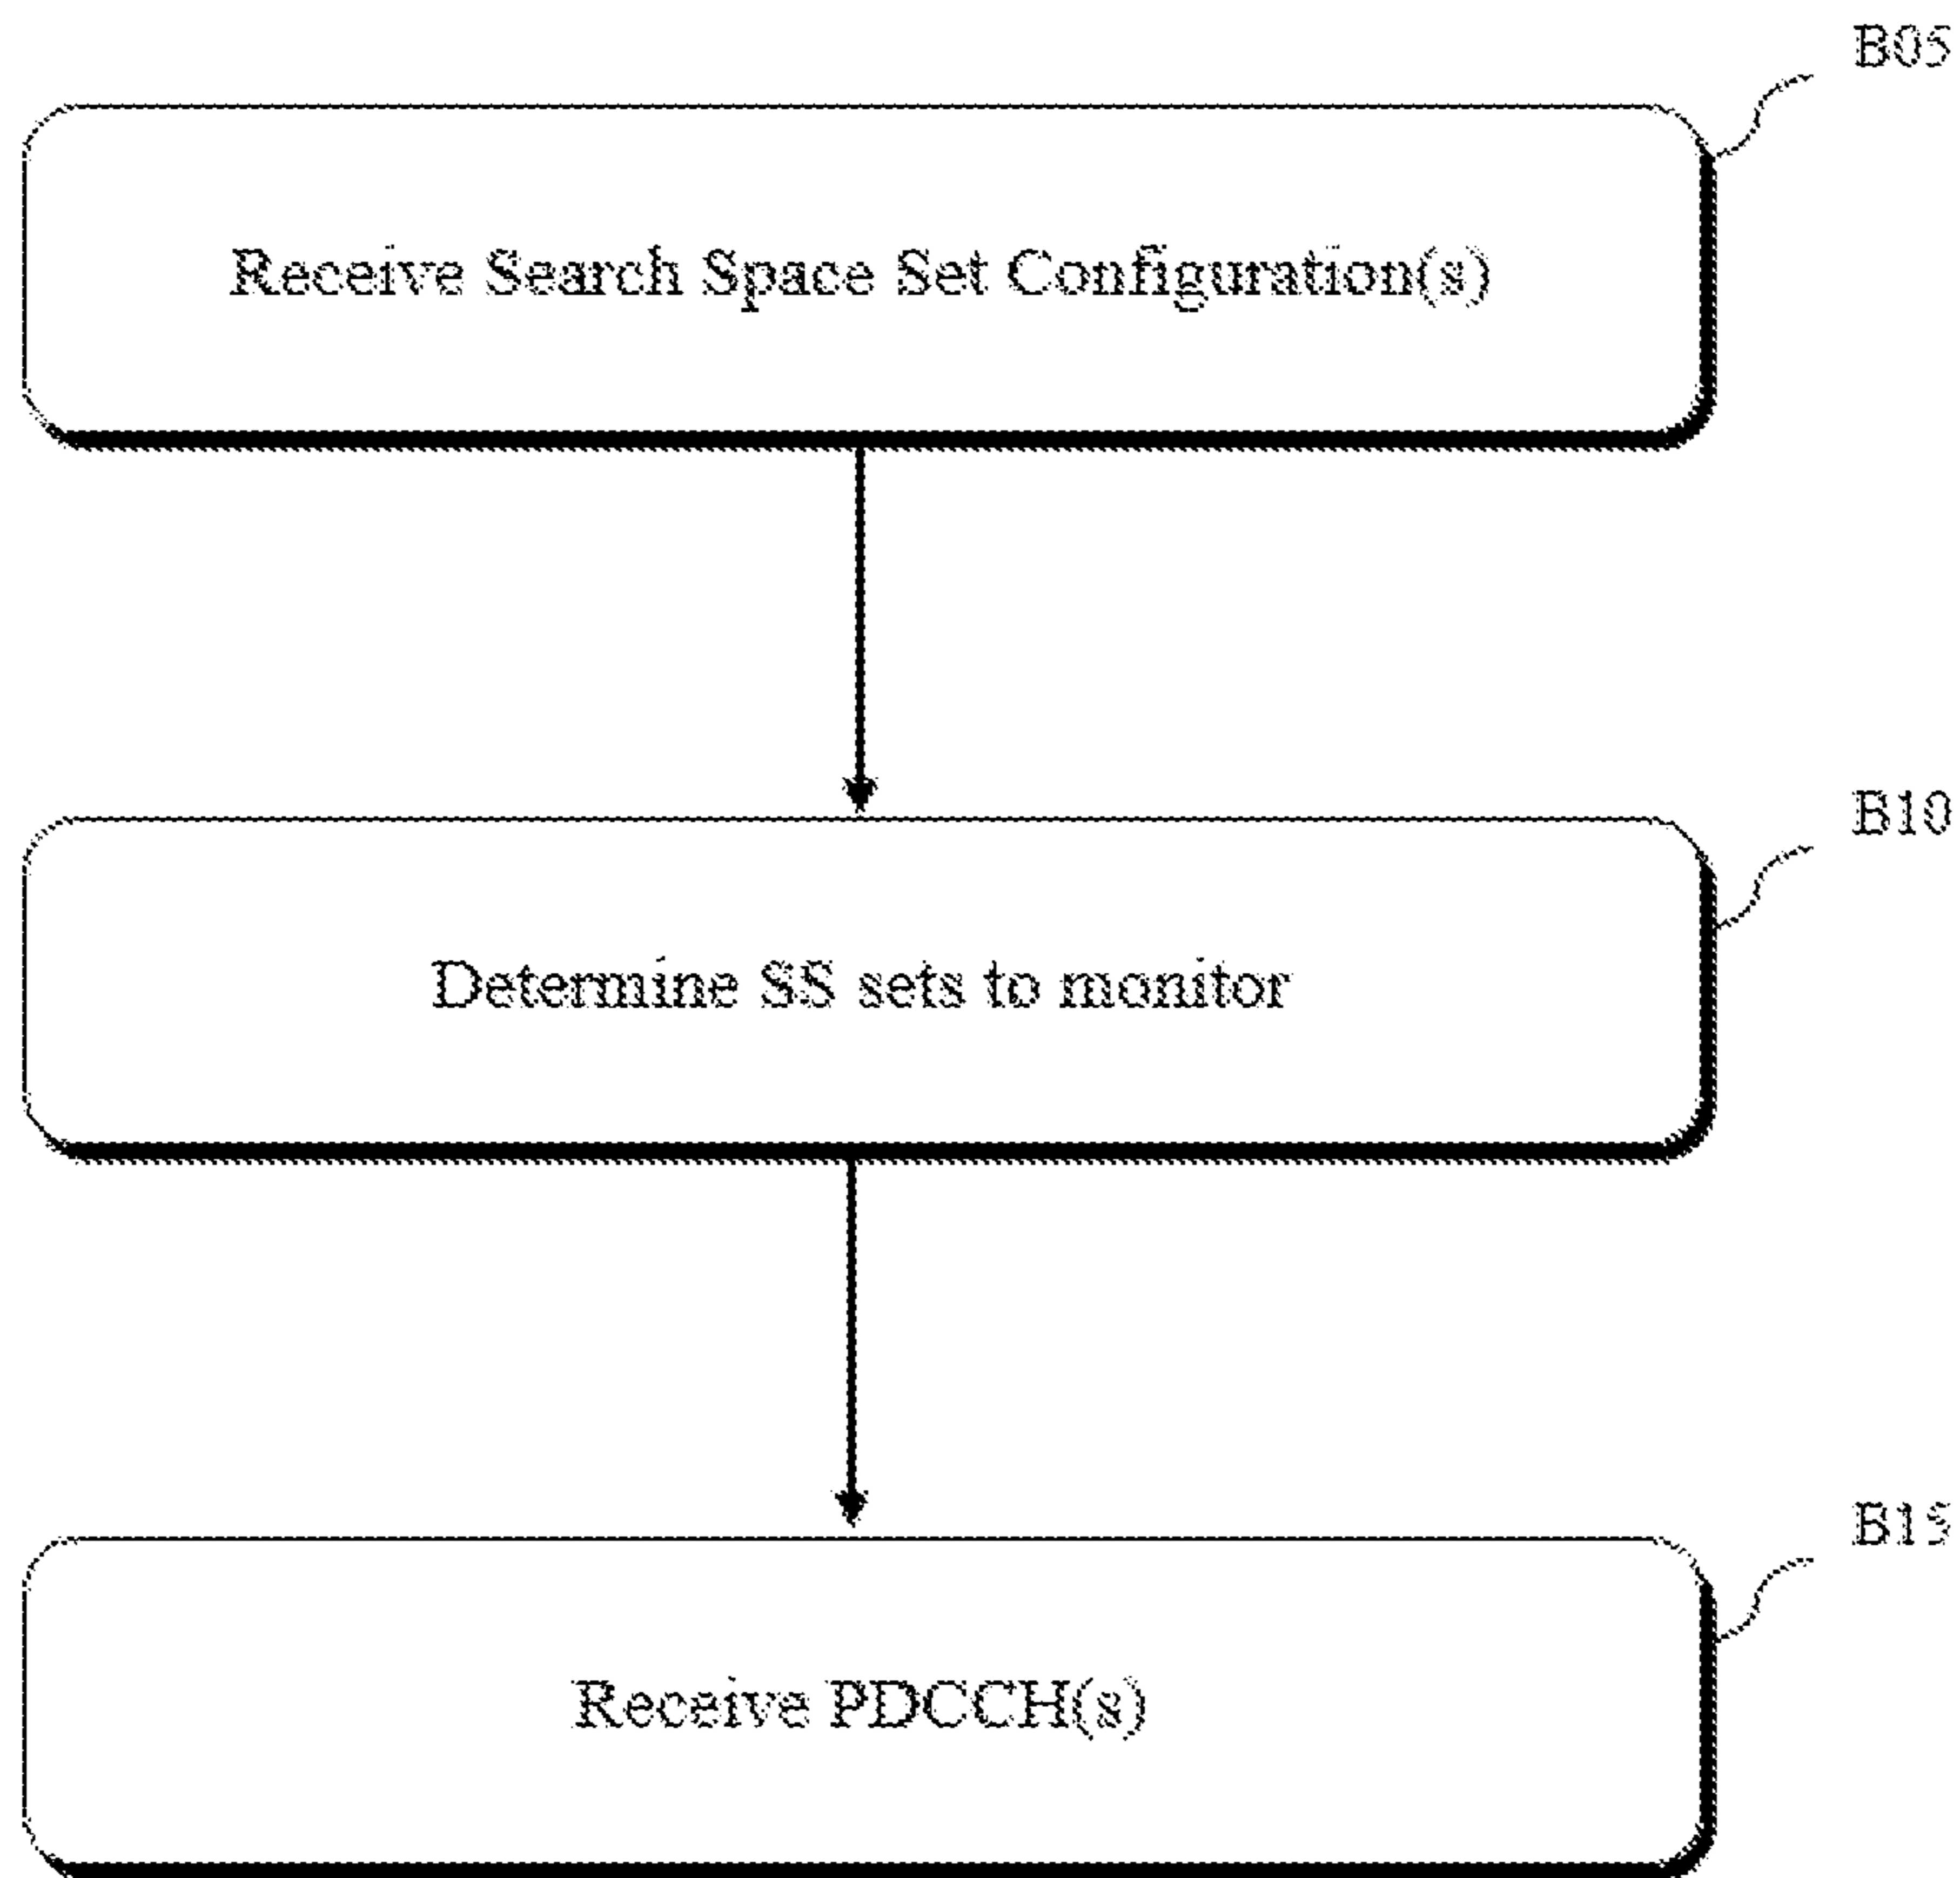 B05
Receive Search Space Set Configuration(s)
B10
Determine SS sets to monitor
B15
Receive PDCCH(s)